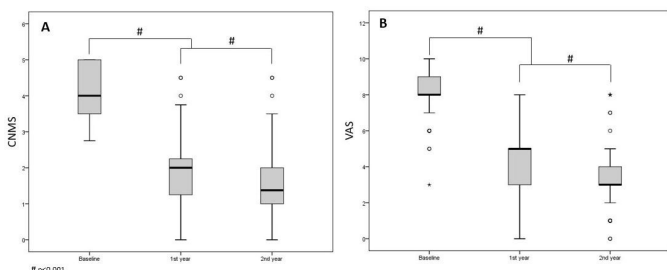 A
B
#
#
#
#
6
5
4
3
2
1
0
CNMS
Baseline
1st year
2nd year
12
10
8
6
4
2
0
VAS
Baseline
1st year
2nd year
# p<0.001